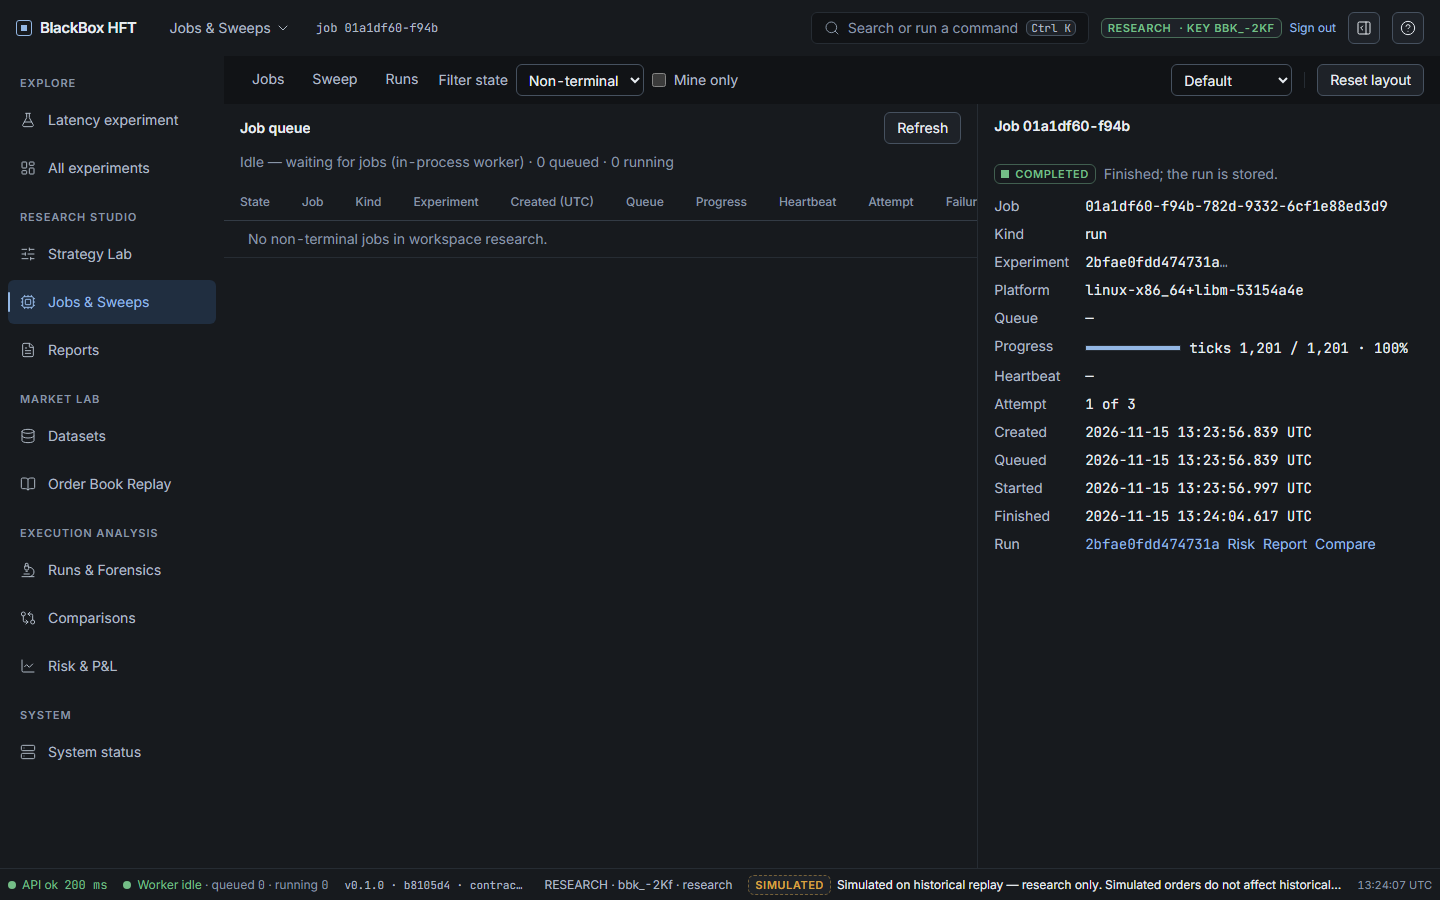 BlackBox HFT
Jobs & Sweeps
job 01a1df60-f94b
Search or run a command Ctrl K
RESEARCH · KEY BBK_-2KF
Sign out
EXPLORE
Latency experiment
All experiments
RESEARCH STUDIO
Strategy Lab
Jobs & Sweeps
Reports
MARKET LAB
Datasets
Order Book Replay
EXECUTION ANALYSIS
Runs & Forensics
Comparisons
Risk & P&L
SYSTEM
System status
Jobs Sweep Runs Filter state Non-terminal Mine only
Default Reset layout
Job queue
Refresh
Idle — waiting for jobs (in-process worker) · 0 queued · 0 running
State Job Kind Experiment Created (UTC) Queue Progress Heartbeat Attempt Failur
No non-terminal jobs in workspace research.
Job 01a1df60-f94b
COMPLETED Finished; the run is stored.
Job 01a1df60-f94b-782d-9332-6cf1e88ed3d9
Kind run
Experiment 2bfae0fdd474731a…
Platform linux-x86_64+libm-53154a4e
Queue —
Progress ticks 1,201 / 1,201 · 100%
Heartbeat —
Attempt 1 of 3
Created 2026-11-15 13:23:56.839 UTC
Queued 2026-11-15 13:23:56.839 UTC
Started 2026-11-15 13:23:56.997 UTC
Finished 2026-11-15 13:24:04.617 UTC
Run 2bfae0fdd474731a Risk Report Compare
API ok 200 ms
Worker idle · queued 0 · running 0
v0.1.0 · b8105d4 · contrac…
RESEARCH · bbk_-2Kf · research
SIMULATED Simulated on historical replay — research only. Simulated orders do not affect historical...
13:24:07 UTC